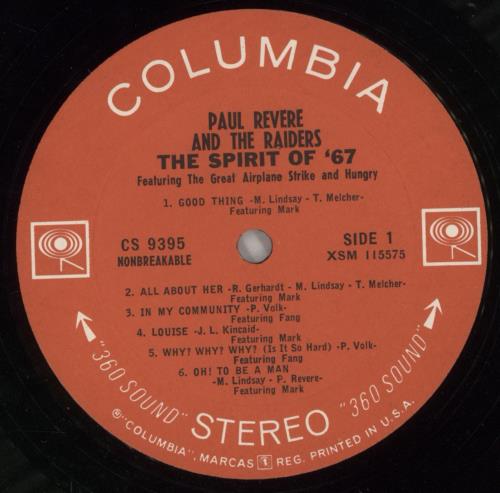 COLUMBIA
PAUL REVERE
AND THE RAIDERS
THE SPIRIT OF '67
Featuring The Great Airplane Strike and Hungry
1. GOOD THING -M. Lindsay - T. Melcher-
Featuring Mark
CS 9395
NONBREAKABLE
SIDE 1
XSM 115575
2. ALL ABOUT HER -R. Gerhardt - M. Lindsay - T. Melcher-
Featuring Mark
3. IN MY COMMUNITY -P. Volk-
Featuring Fang
4. LOUISE -J. L. Kincaid-
Featuring Mark
5. WHY? WHY? WHY? (Is It So Hard) -P. Volk-
Featuring Fang
6. OH! TO BE A MAN
-M. Lindsay - P. Revere-
Featuring Mark
"360 SOUND" STEREO "360 SOUND"
® "COLUMBIA", MARCAS REG. PRINTED IN U.S.A.